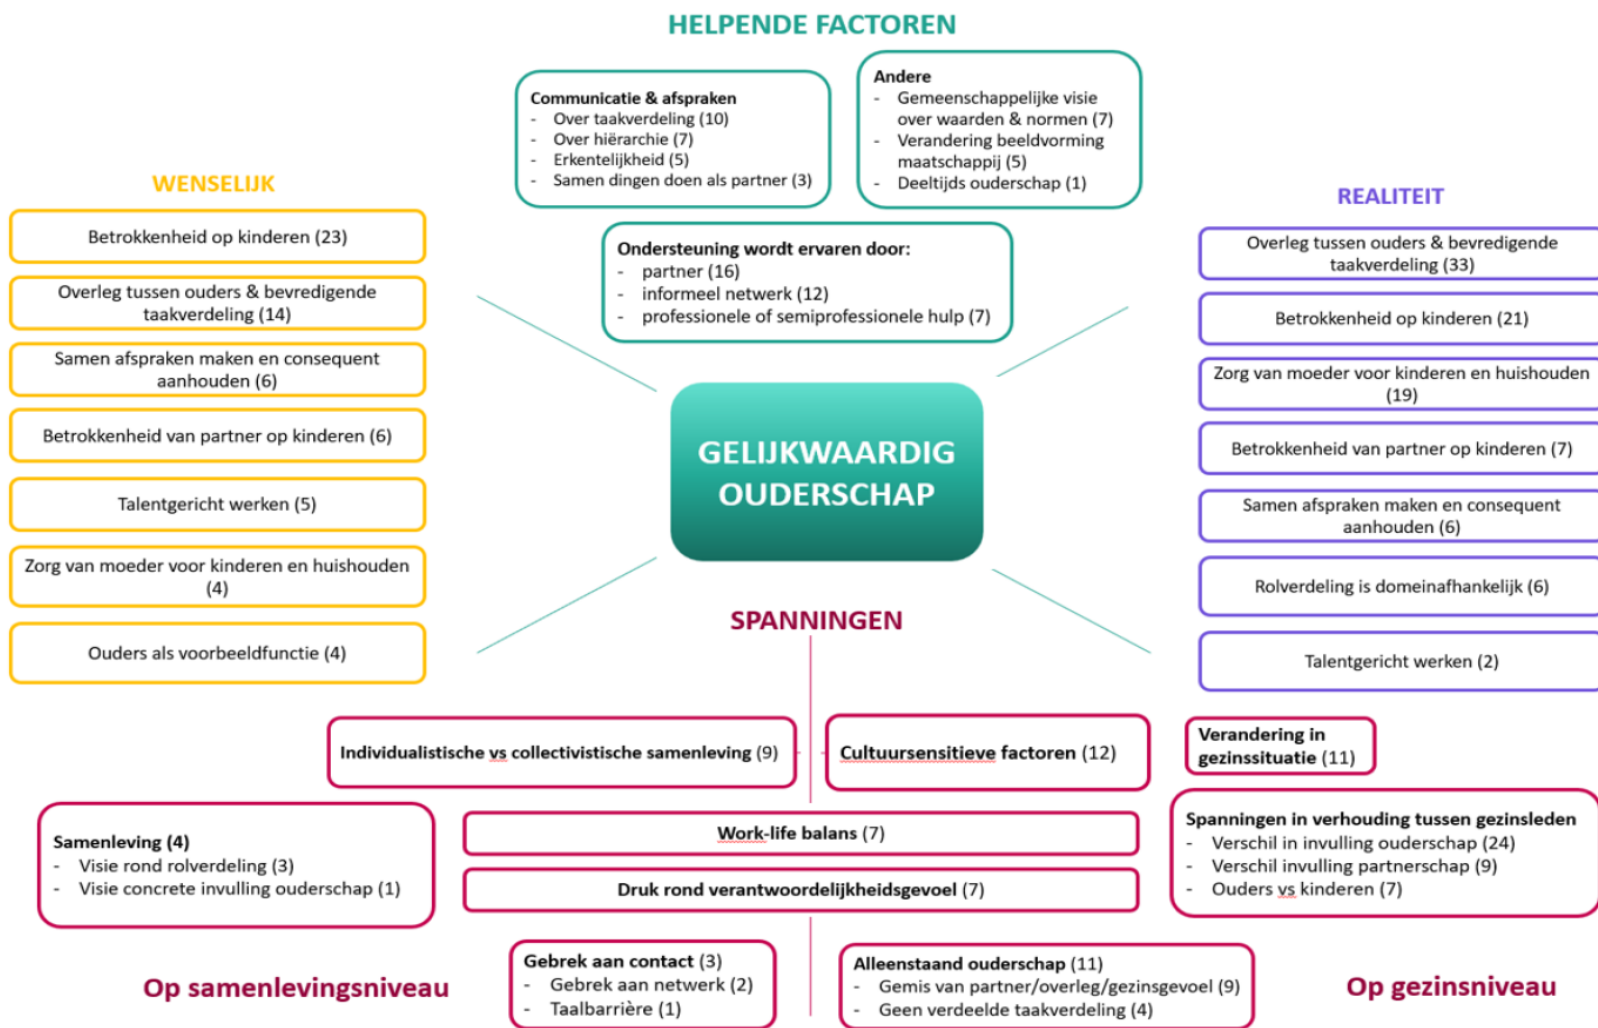 HELPENDE FACTOREN
Communicatie & afspraken
- Over taakverdeling (10)
- Over hiërarchie (7)
- Erkentelijkheid (5)
- Samen dingen doen als partner (3)
Andere
- Gemeenschappelijke visie
over waarden & normen (7)
- Verandering beeldvorming
maatschappij (5)
- Deeltijds ouderschap (1)
Ondersteuning wordt ervaren door:
- partner (16)
- informeel netwerk (12)
- professionele of semiprofessionele hulp (7)
WENSELIJK
Betrokkenheid op kinderen (23)
Overleg tussen ouders & bevredigende
taakverdeling (14)
Samen afspraken maken en consequent
aanhouden (6)
Betrokkenheid van partner op kinderen (6)
Talentgericht werken (5)
Zorg van moeder voor kinderen en huishouden
(4)
Ouders als voorbeeldfunctie (4)
GELIJKWAARDIG
OUDERSCHAP
REALITEIT
Overleg tussen ouders & bevredigende
taakverdeling (33)
Betrokkenheid op kinderen (21)
Zorg van moeder voor kinderen en huishouden
(19)
Betrokkenheid van partner op kinderen (7)
Samen afspraken maken en consequent
aanhouden (6)
Rolverdeling is domeinafhankelijk (6)
Talentgericht werken (2)
SPANNINGEN
Individualistische vs collectivistische samenleving (9)
Cultuursensitieve factoren (12)
Verandering in
gezinssituatie (11)
Samenleving (4)
- Visie rond rolverdeling (3)
- Visie concrete invulling ouderschap (1)
Work-life balans (7)
Druk rond verantwoordelijkheidsgevoel (7)
Spanningen in verhouding tussen gezinsleden
- Verschil in invulling ouderschap (24)
- Verschil invulling partnerschap (9)
- Ouders vs kinderen (7)
Op samenlevingsniveau
Gebrek aan contact (3)
- Gebrek aan netwerk (2)
- Taalbarrière (1)
Alleenstaand ouderschap (11)
- Gemis van partner/overleg/gezinsgevoel (9)
- Geen verdeelde taakverdeling (4)
Op gezinsniveau